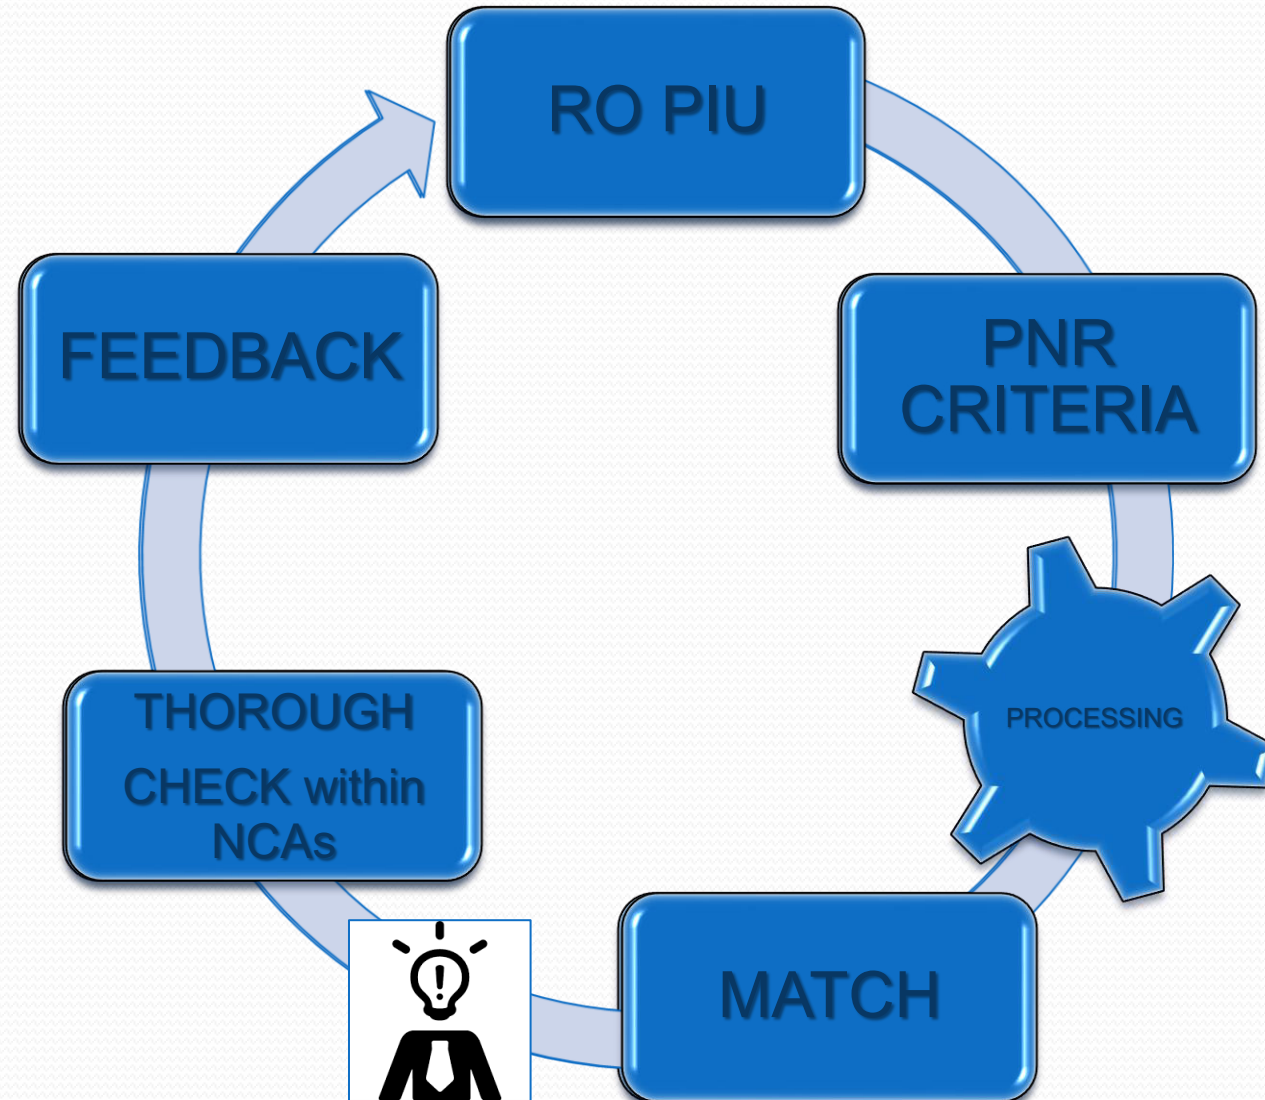 RO PIU
PNR
CRITERIA
PROCESSING
MATCH
THOROUGH
CHECK within
NCAs
FEEDBACK